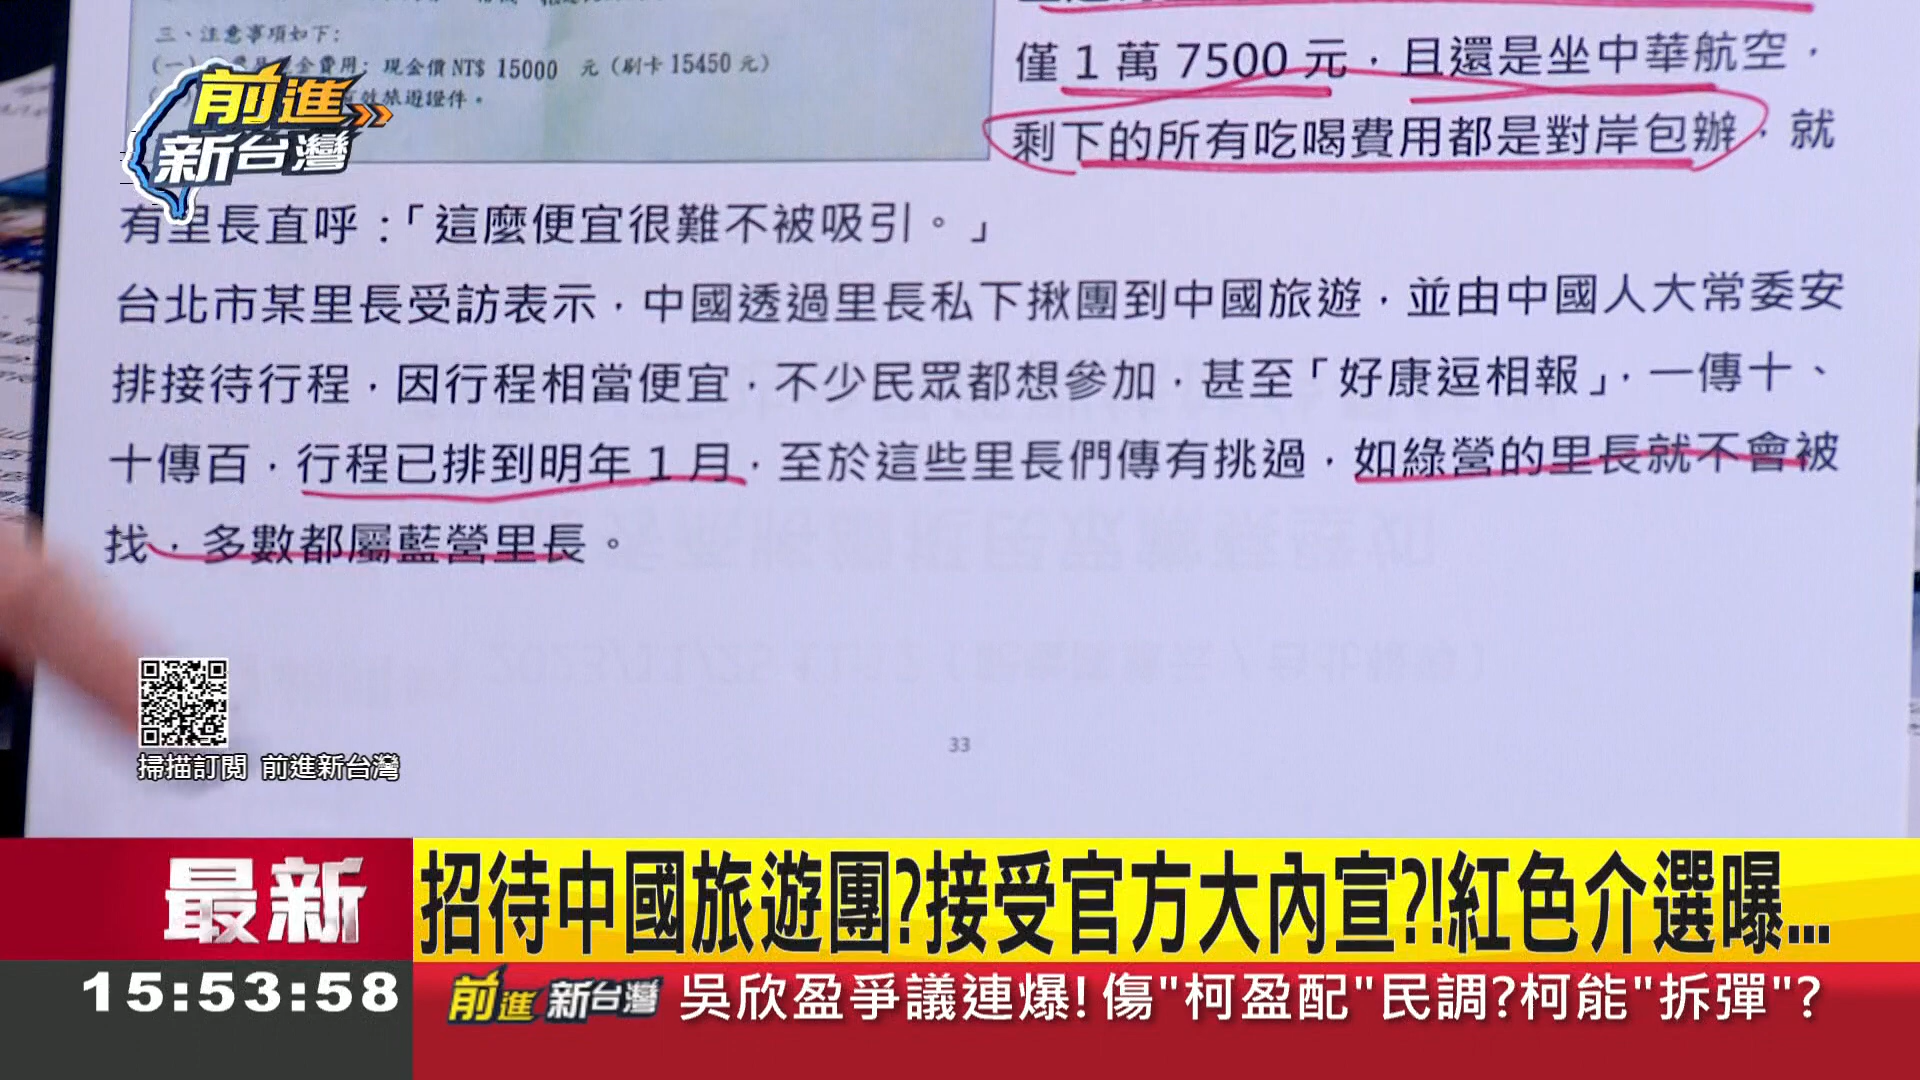 三、注意事項如下:
金費用: 現金價 NT$ 15000 元 (刷卡 15450 元)
效旅遊證件。
僅 1 萬 7500 元，且還是坐中華航空，
剩下的所有吃喝費用都是對岸包辦，就
有里長直呼：「這麼便宜很難不被吸引。」
台北市某里長受訪表示，中國透過里長私下揪團到中國旅遊，並由中國人大常委安
排接待行程，因行程相當便宜，不少民眾都想參加，甚至「好康逗相報」，一傳十、
十傳百，行程已排到明年 1 月，至於這些里長們傳有挑過，如綠營的里長就不會被
找，多數都屬藍營里長。
33
前進
新台灣
掃描訂閱 前進新台灣
最新
招待中國旅遊團?接受官方大內宣?!紅色介選曝...
15:53:58
前進新台灣 吳欣盈爭議連爆! 傷"柯盈配"民調?柯能"拆彈"?